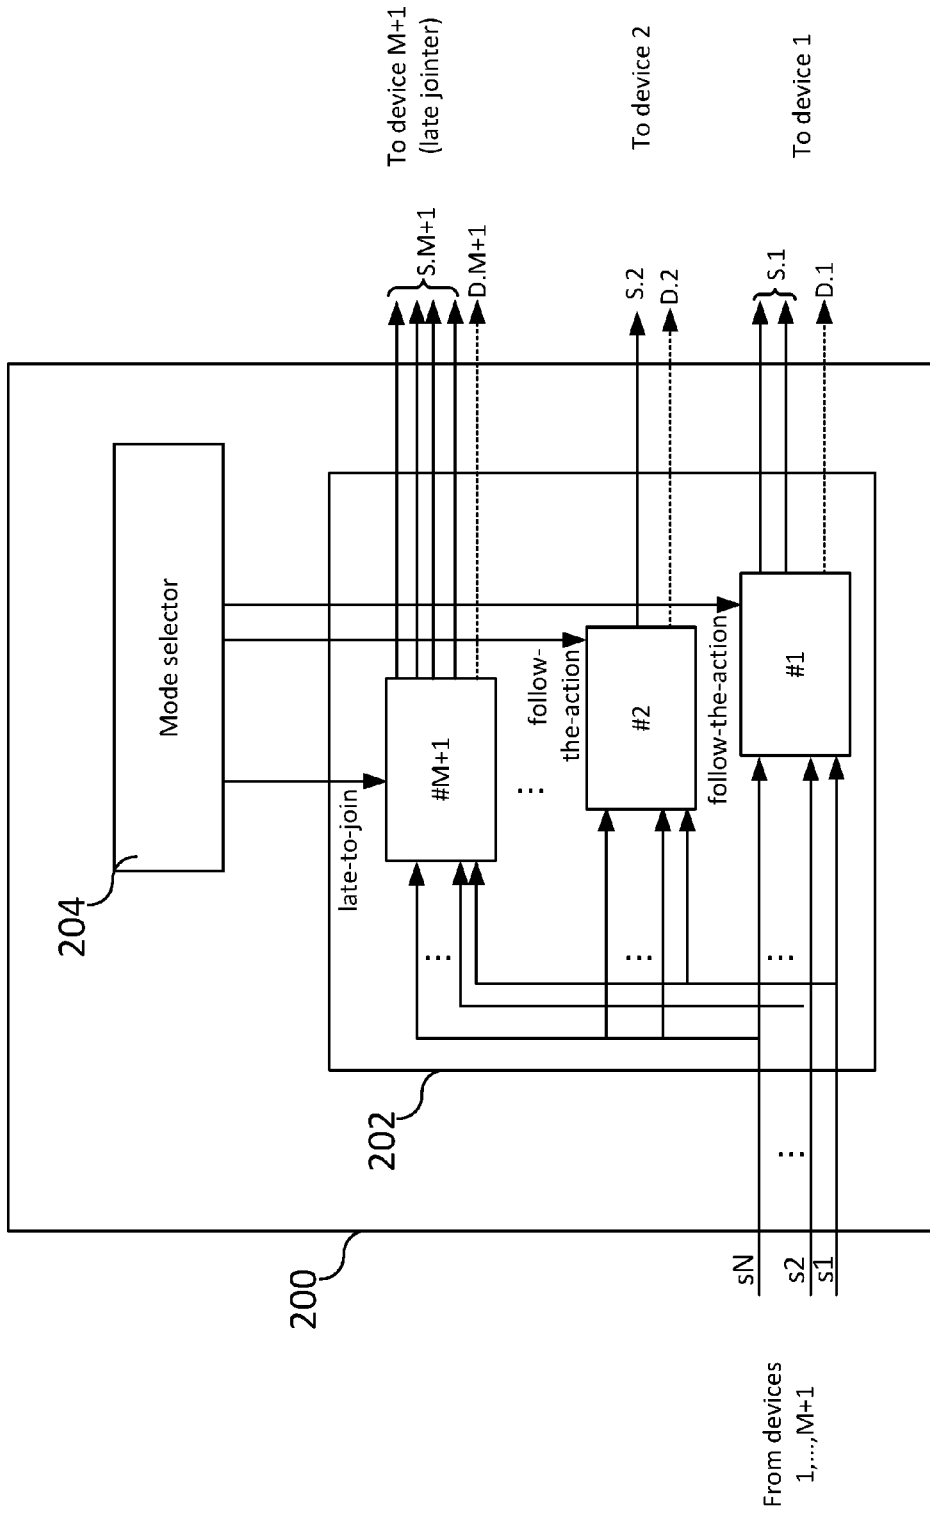 200
204
Mode selector
202
late-to-join
#M+1
S.M+1
D.M+1
To device M+1
(late jointer)
...
...
follow-
the-action
#2
...
S.2
D.2
To device 2
follow-the-action
#1
...
S.1
D.1
To device 1
From devices
1,...,M+1
sN
...
s2
s1